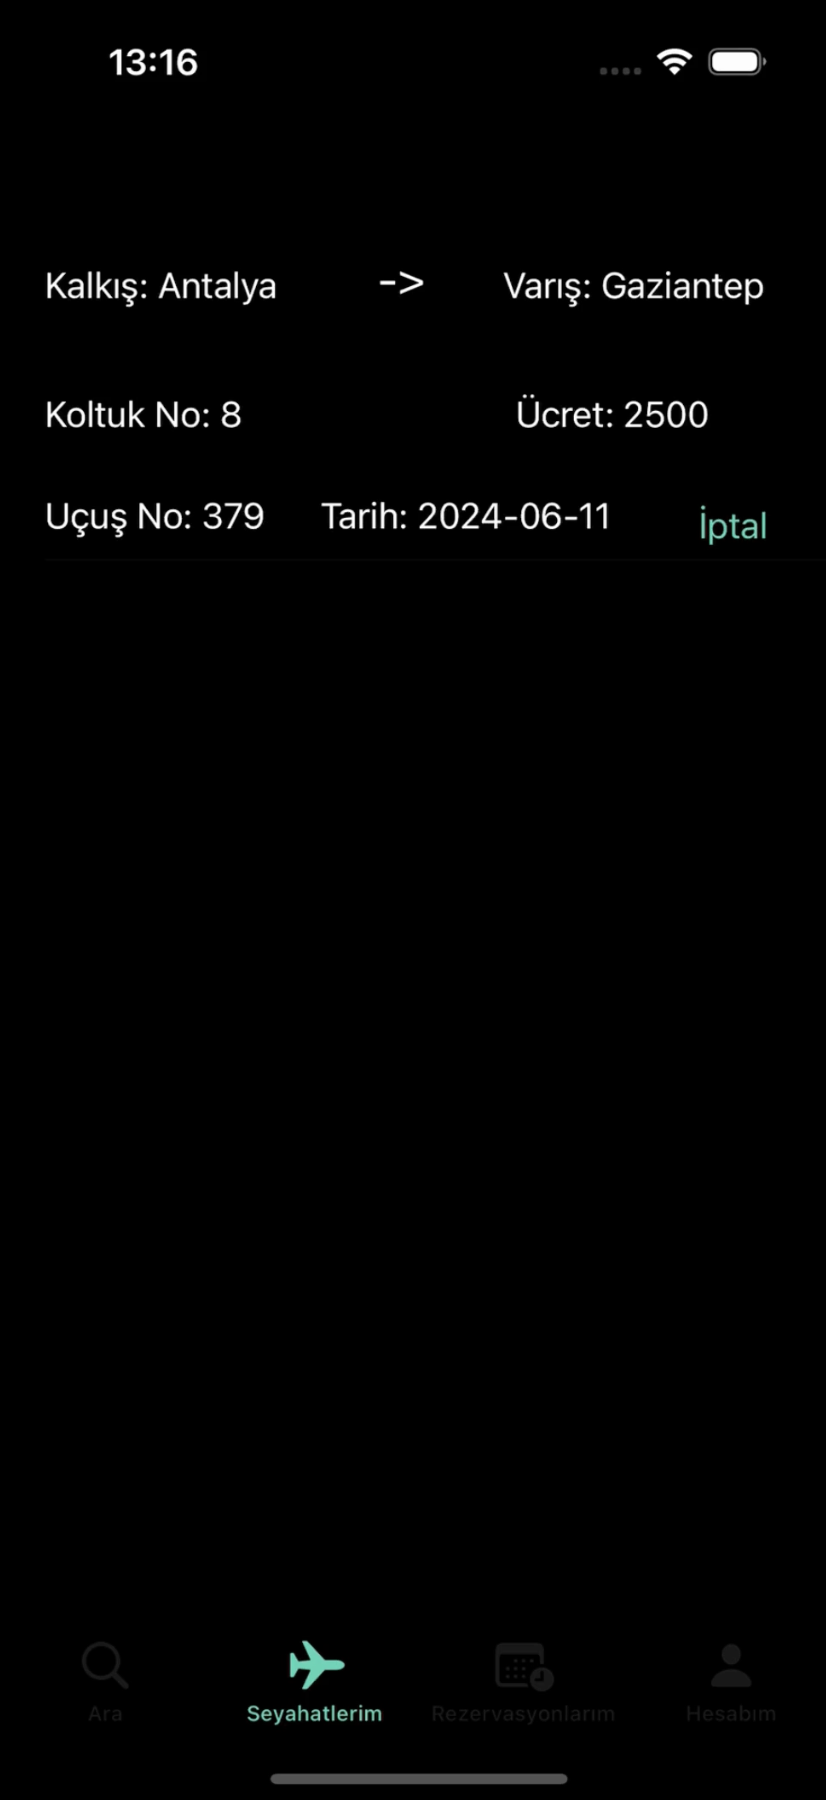 13:16
Kalkış: Antalya -> Varış: Gaziantep
Koltuk No: 8 Ücret: 2500
Uçuş No: 379 Tarih: 2024-06-11 İptal
Ara Seyahatlerim Rezervasyonlarım Hesabım